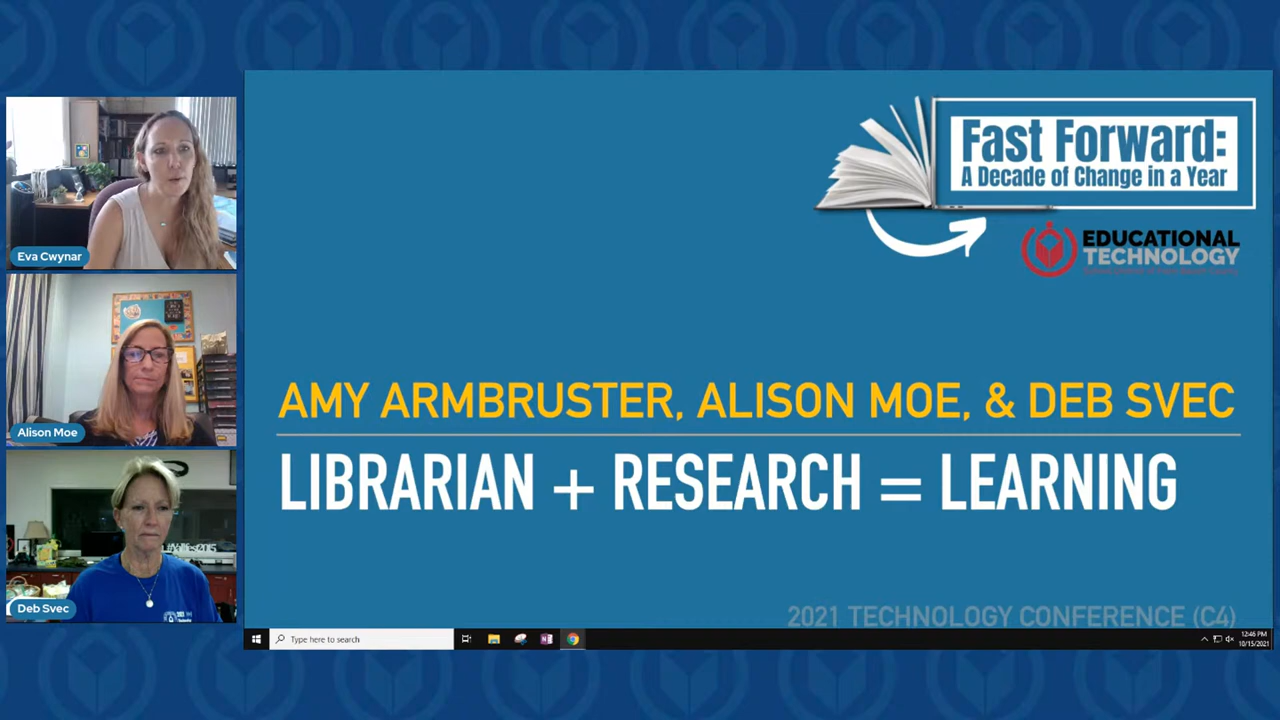 Fast Forward:
A Decade of Change in a Year
EDUCATIONAL
TECHNOLOGY
Eva Cwynar
Alison Moe
Deb Svec
AMY ARMBRUSTER, ALISON MOE, & DEB SVEC
LIBRARIAN + RESEARCH = LEARNING
2021 TECHNOLOGY CONFERENCE (C4)
Type here to search
12:46 PM
10/15/2021